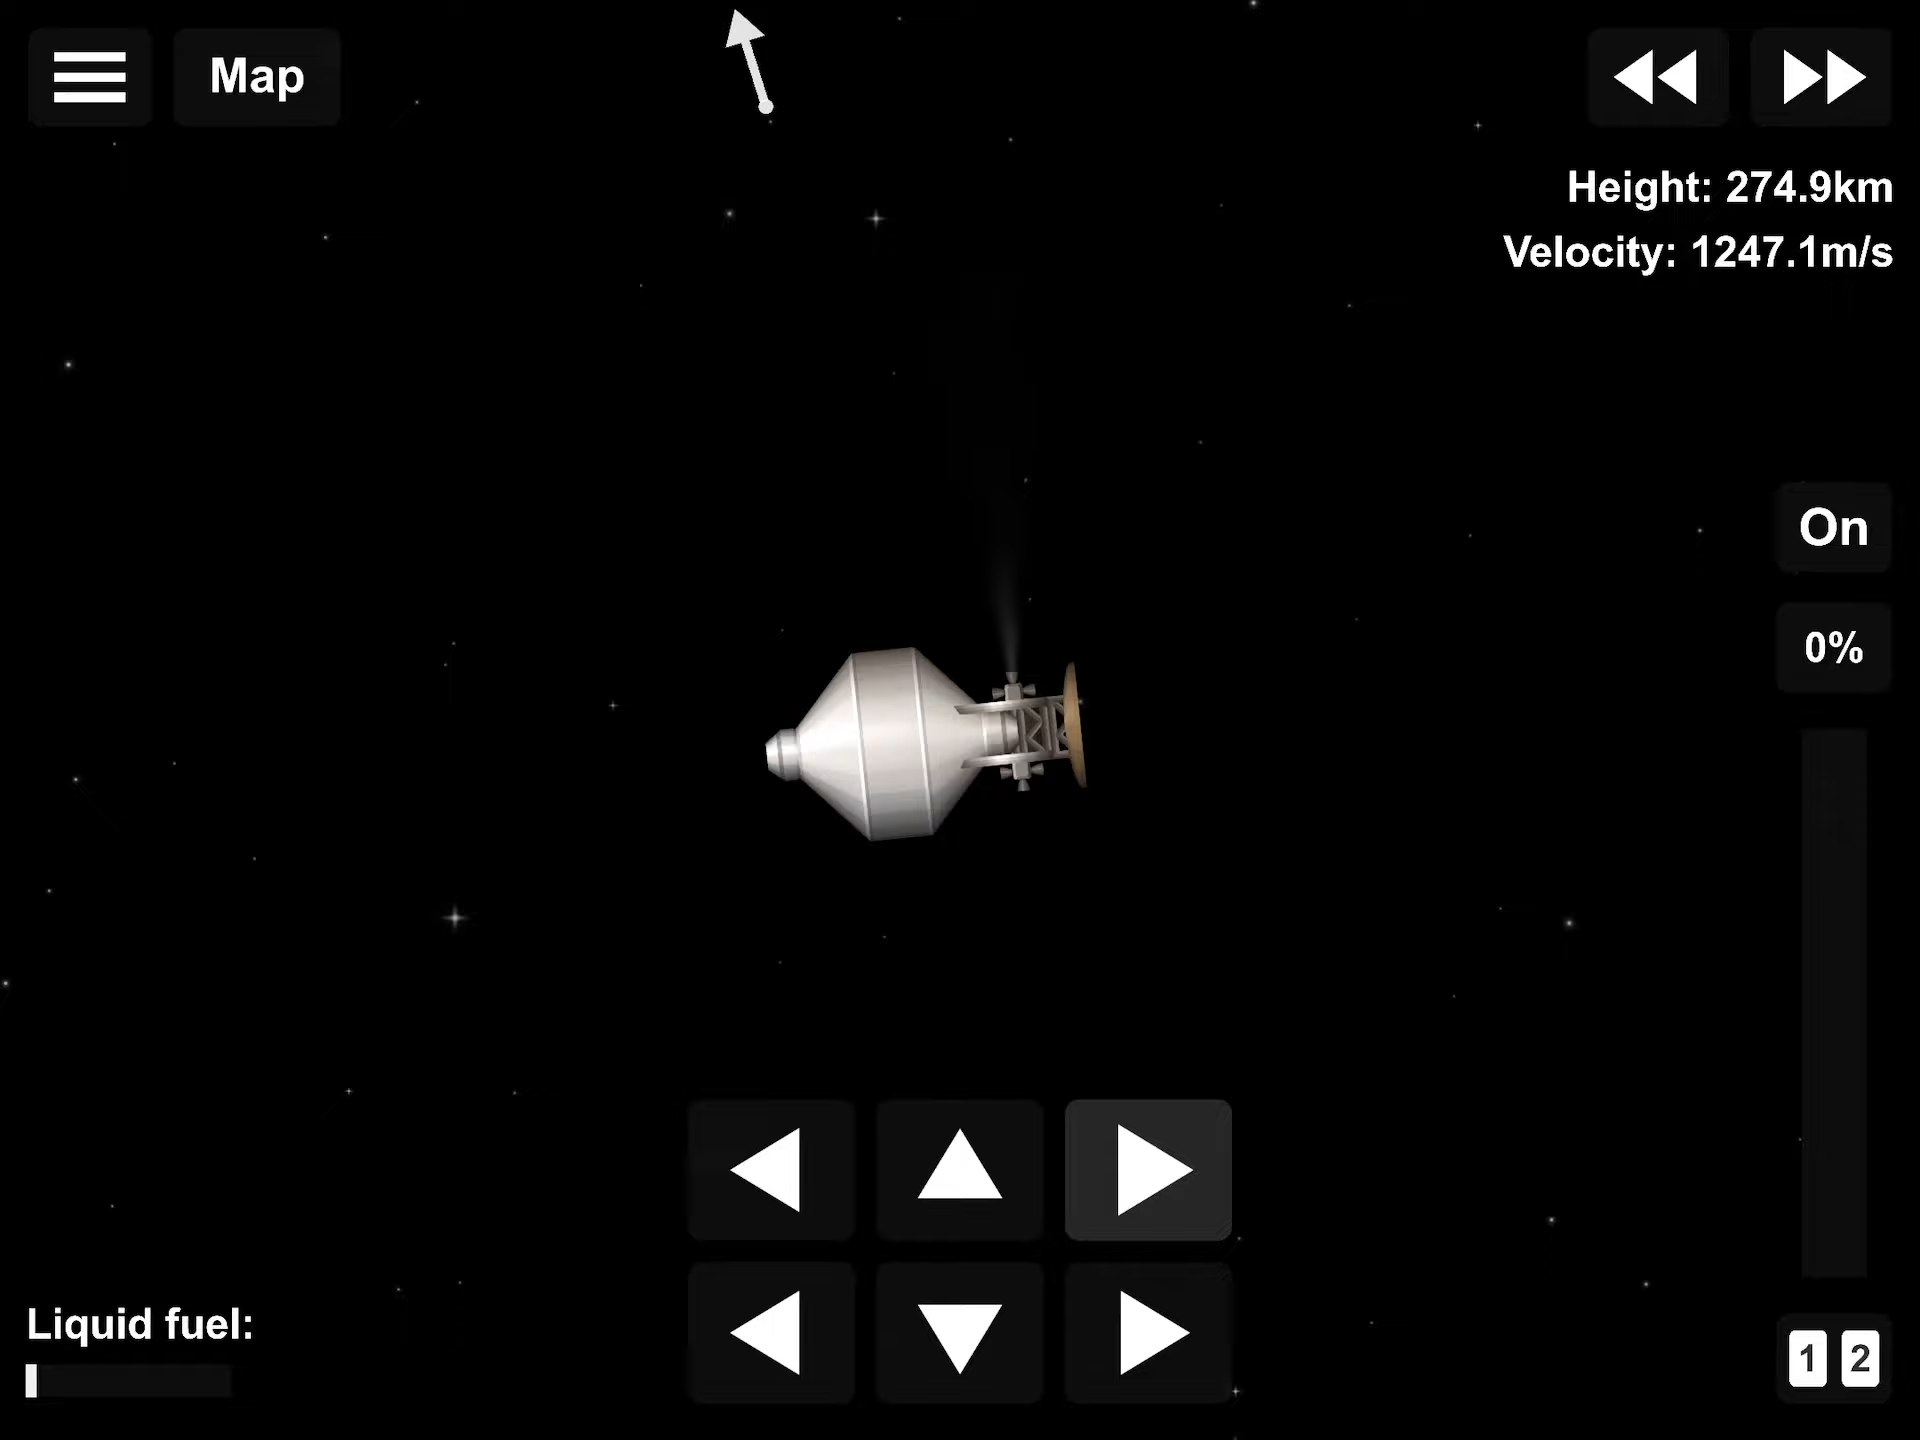 Map
Height: 274.9km
Velocity: 1247.1m/s
On
0%
Liquid fuel:
1 2